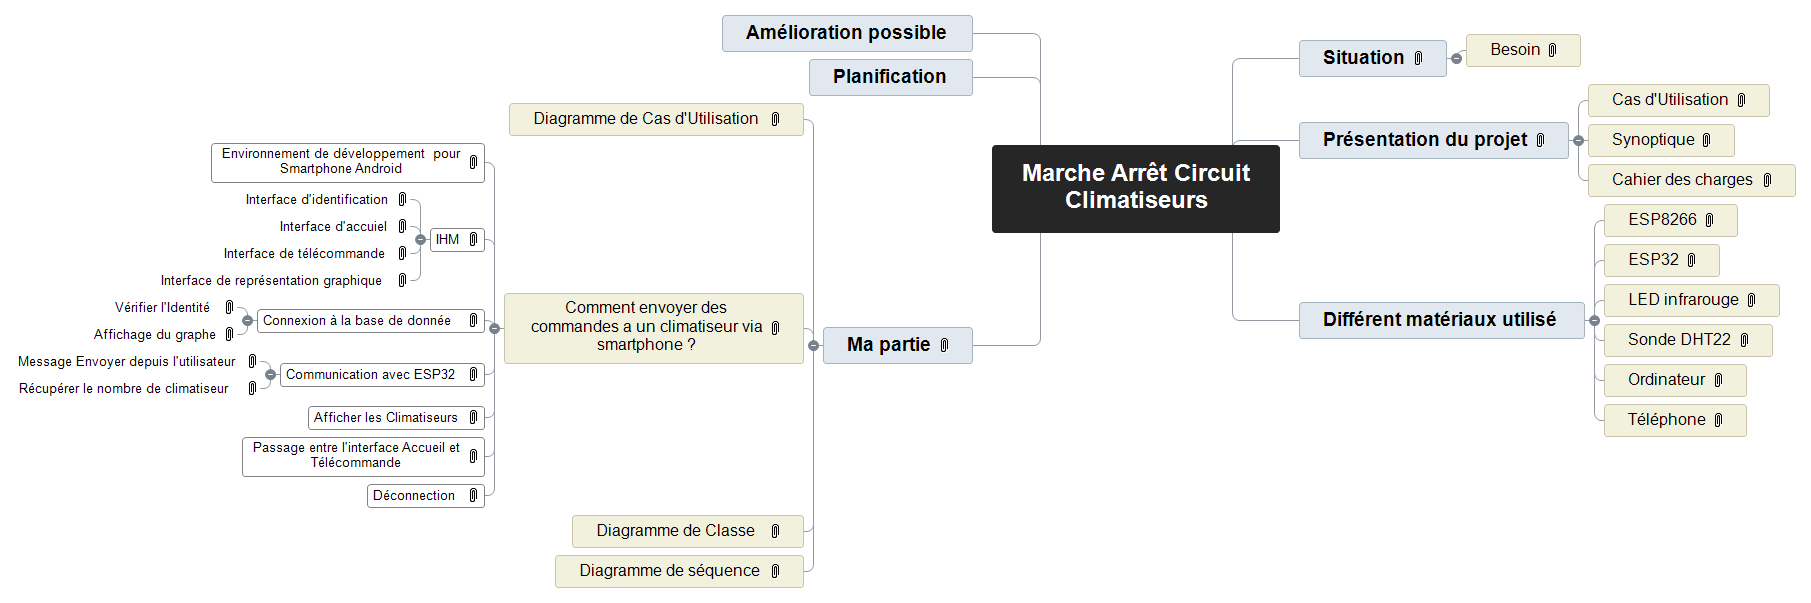 Marche Arrêt Circuit
Climatiseurs
Situation
Besoin
Présentation du projet
Cas d'Utilisation
Synoptique
Cahier des charges
Différent matériaux utilisé
ESP8266
ESP32
LED infrarouge
Sonde DHT22
Ordinateur
Téléphone
Amélioration possible
Planification
Ma partie
Diagramme de Cas d'Utilisation
Comment envoyer des
commandes a un climatiseur via
smartphone ?
Environnement de développement pour
Smartphone Android
IHM
Interface d'identification
Interface d'accuiel
Interface de télécommande
Interface de représentation graphique
Connexion à la base de donnée
Vérifier l'Identité
Affichage du graphe
Communication avec ESP32
Message Envoyer depuis l'utilisateur
Récupérer le nombre de climatiseur
Afficher les Climatiseurs
Passage entre l'interface Accueil et
Télécommande
Déconnection
Diagramme de Classe
Diagramme de séquence